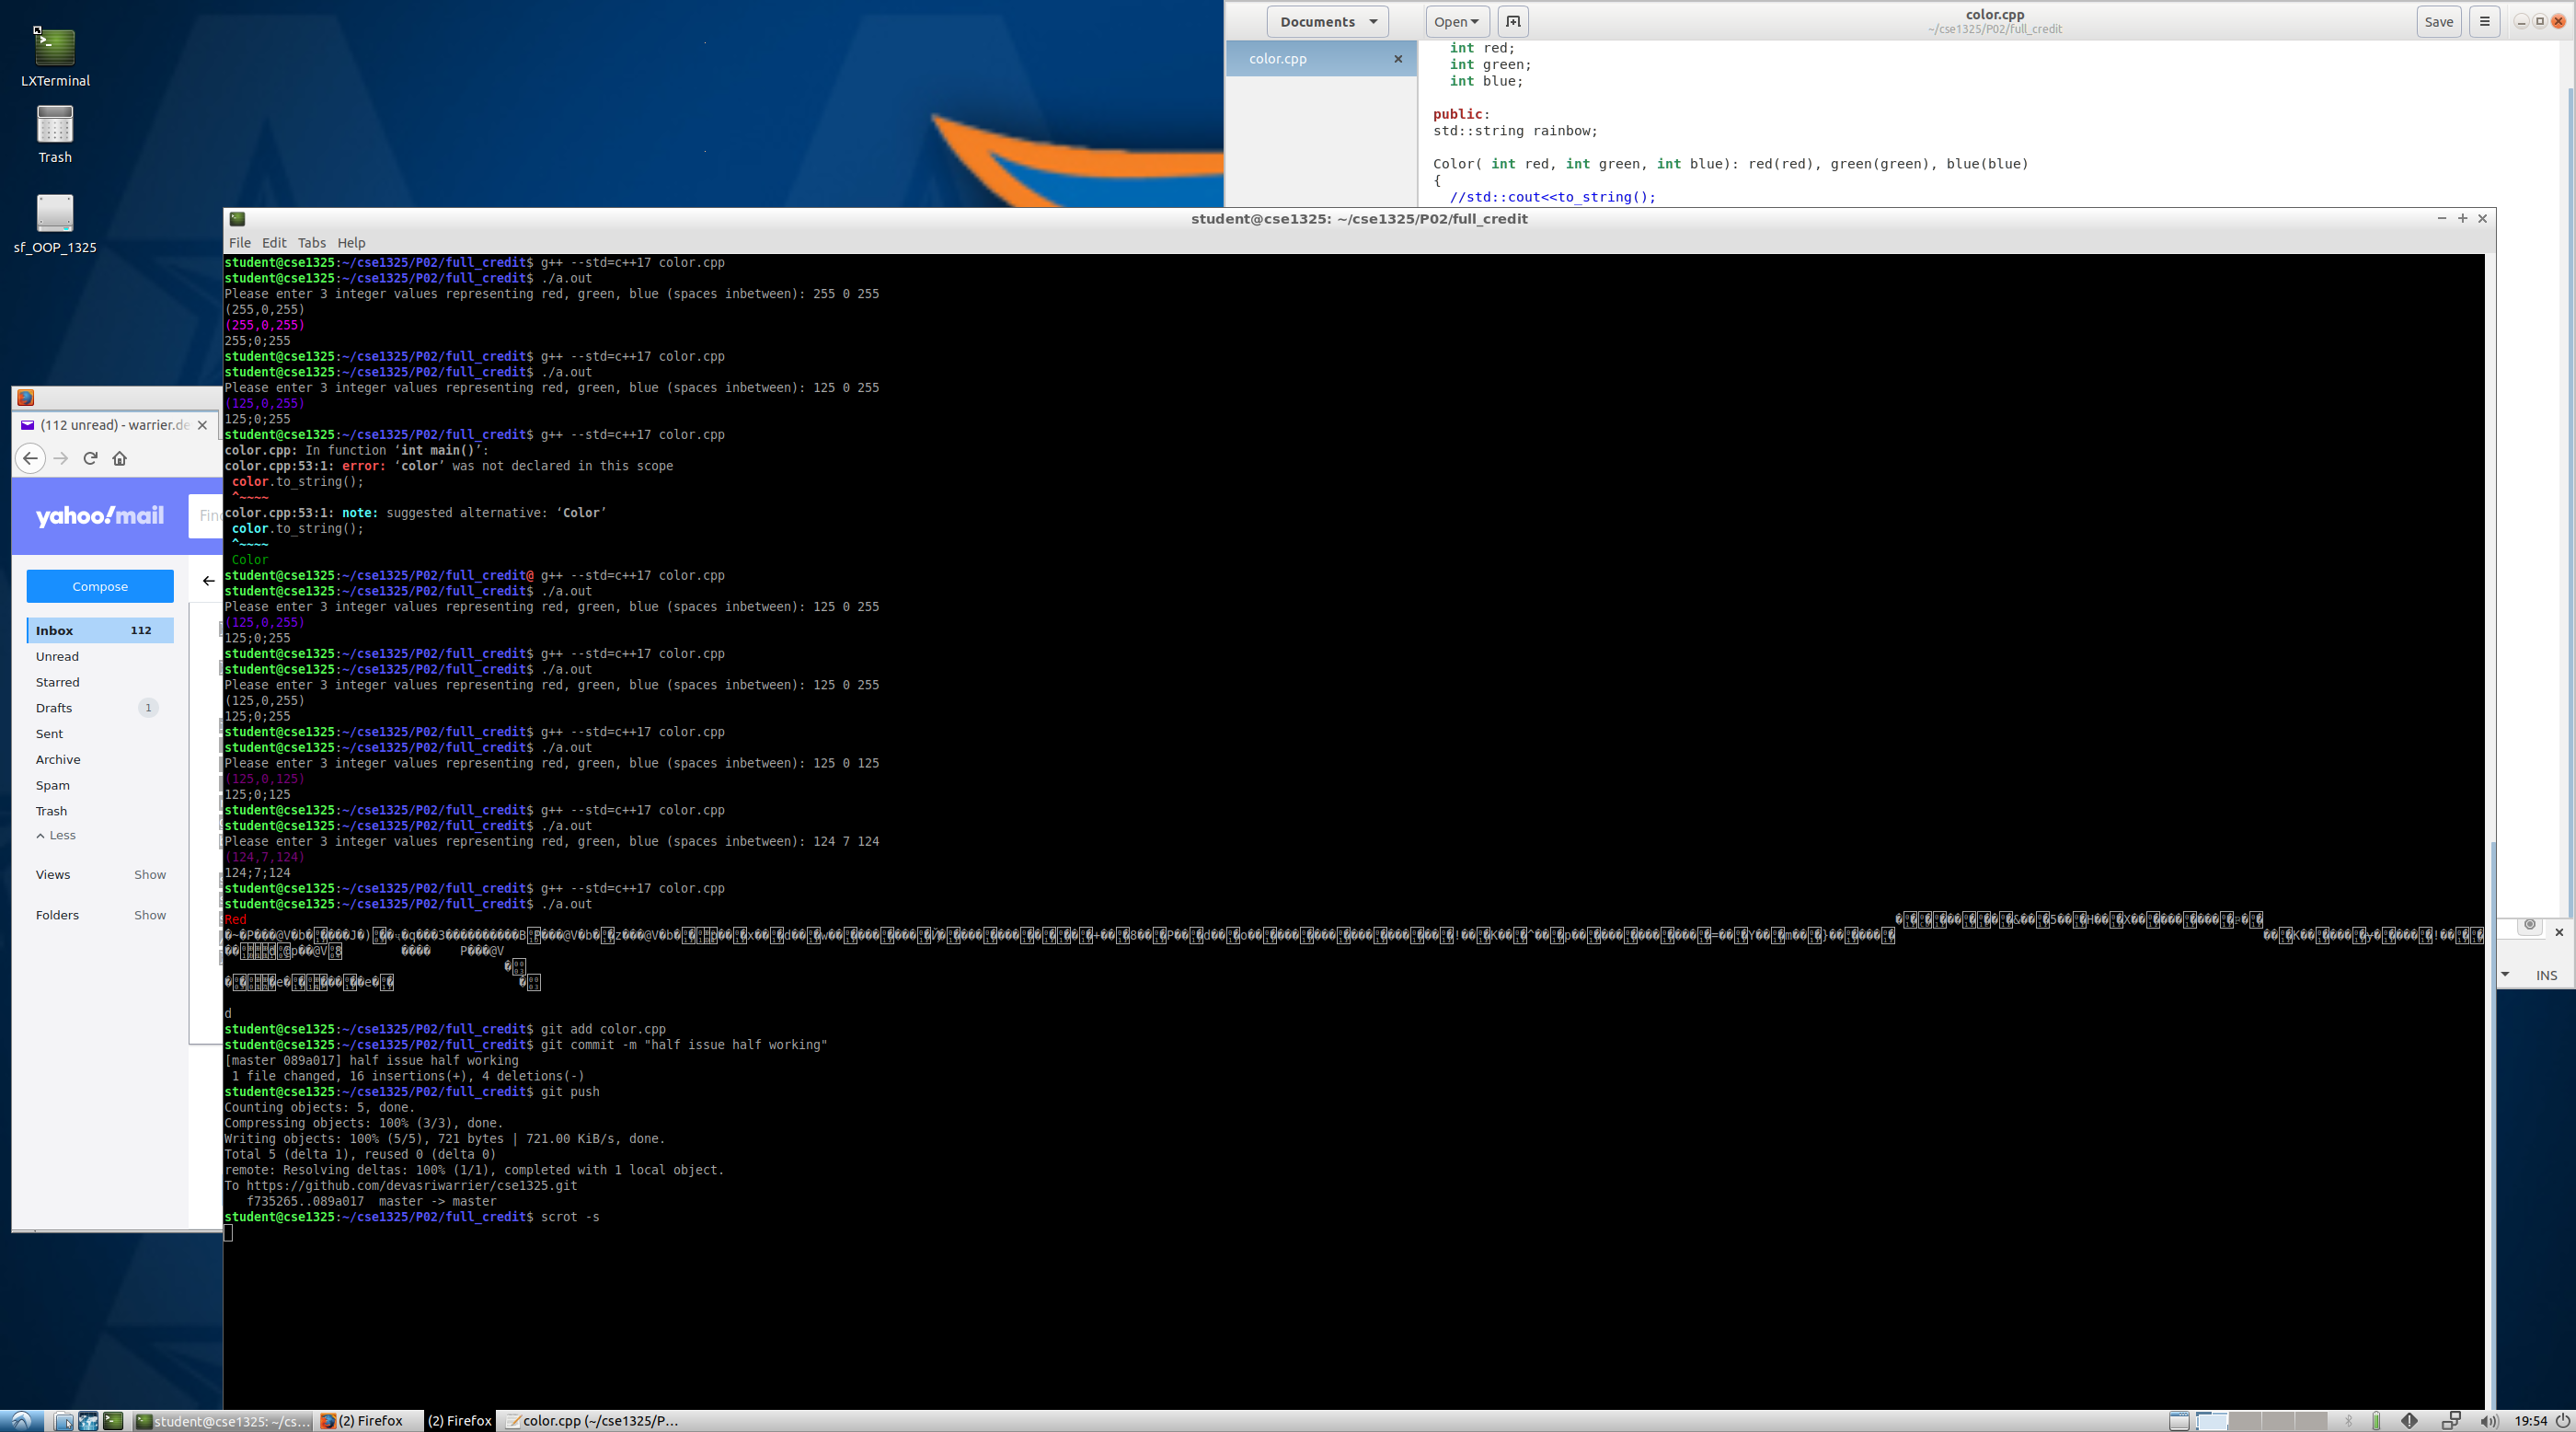 LXTerminal
Trash
sf_OOP_1325
Documents
Open
color.cpp
~/cse1325/P02/full_credit
Save
color.cpp
int red;
int green;
int blue;
public:
std::string rainbow;
Color( int red, int green, int blue): red(red), green(green), blue(blue)
{
//std::cout<<to_string();
student@cse1325: ~/cse1325/P02/full_credit
File Edit Tabs Help
student@cse1325:~/cse1325/P02/full_credit$ g++ --std=c++17 color.cpp
student@cse1325:~/cse1325/P02/full_credit$ ./a.out
Please enter 3 integer values representing red, green, blue (spaces inbetween): 255 0 255
(255,0,255)
(255,0,255)
255;0;255
student@cse1325:~/cse1325/P02/full_credit$ g++ --std=c++17 color.cpp
student@cse1325:~/cse1325/P02/full_credit$ ./a.out
Please enter 3 integer values representing red, green, blue (spaces inbetween): 125 0 255
(125,0,255)
125;0;255
student@cse1325:~/cse1325/P02/full_credit$ g++ --std=c++17 color.cpp
color.cpp: In function ‘int main()’:
color.cpp:53:1: error: ‘color’ was not declared in this scope
color.to_string();
^~~~~
color.cpp:53:1: note: suggested alternative: ‘Color’
color.to_string();
^~~~~
Color
student@cse1325:~/cse1325/P02/full_credit@ g++ --std=c++17 color.cpp
student@cse1325:~/cse1325/P02/full_credit$ ./a.out
Please enter 3 integer values representing red, green, blue (spaces inbetween): 125 0 255
(125,0,255)
125;0;255
student@cse1325:~/cse1325/P02/full_credit$ g++ --std=c++17 color.cpp
student@cse1325:~/cse1325/P02/full_credit$ ./a.out
Please enter 3 integer values representing red, green, blue (spaces inbetween): 125 0 255
(125,0,255)
125;0;255
student@cse1325:~/cse1325/P02/full_credit$ g++ --std=c++17 color.cpp
student@cse1325:~/cse1325/P02/full_credit$ ./a.out
Please enter 3 integer values representing red, green, blue (spaces inbetween): 125 0 125
(125,0,125)
125;0;125
student@cse1325:~/cse1325/P02/full_credit$ g++ --std=c++17 color.cpp
student@cse1325:~/cse1325/P02/full_credit$ ./a.out
Please enter 3 integer values representing red, green, blue (spaces inbetween): 124 7 124
(124,7,124)
124;7;124
student@cse1325:~/cse1325/P02/full_credit$ g++ --std=c++17 color.cpp
student@cse1325:~/cse1325/P02/full_credit$ ./a.out
Red
d
student@cse1325:~/cse1325/P02/full_credit$ git add color.cpp
student@cse1325:~/cse1325/P02/full_credit$ git commit -m "half issue half working"
[master 089a017] half issue half working
1 file changed, 16 insertions(+), 4 deletions(-)
student@cse1325:~/cse1325/P02/full_credit$ git push
Counting objects: 5, done.
Compressing objects: 100% (3/3), done.
Writing objects: 100% (5/5), 721 bytes | 721.00 KiB/s, done.
Total 5 (delta 1), reused 0 (delta 0)
remote: Resolving deltas: 100% (1/1), completed with 1 local object.
To https://github.com/devasriwarrier/cse1325.git
f735265..089a017  master -> master
student@cse1325:~/cse1325/P02/full_credit$ scrot -s
(112 unread) - warrier.de
yahoo!mail
Find
Compose
Inbox 112
Unread
Starred
Drafts 1
Sent
Archive
Spam
Trash
Less
Views Show
Folders Show
INS
student@cse1325: ~/cs...
(2) Firefox
(2) Firefox
color.cpp (~/cse1325/P...
19:54